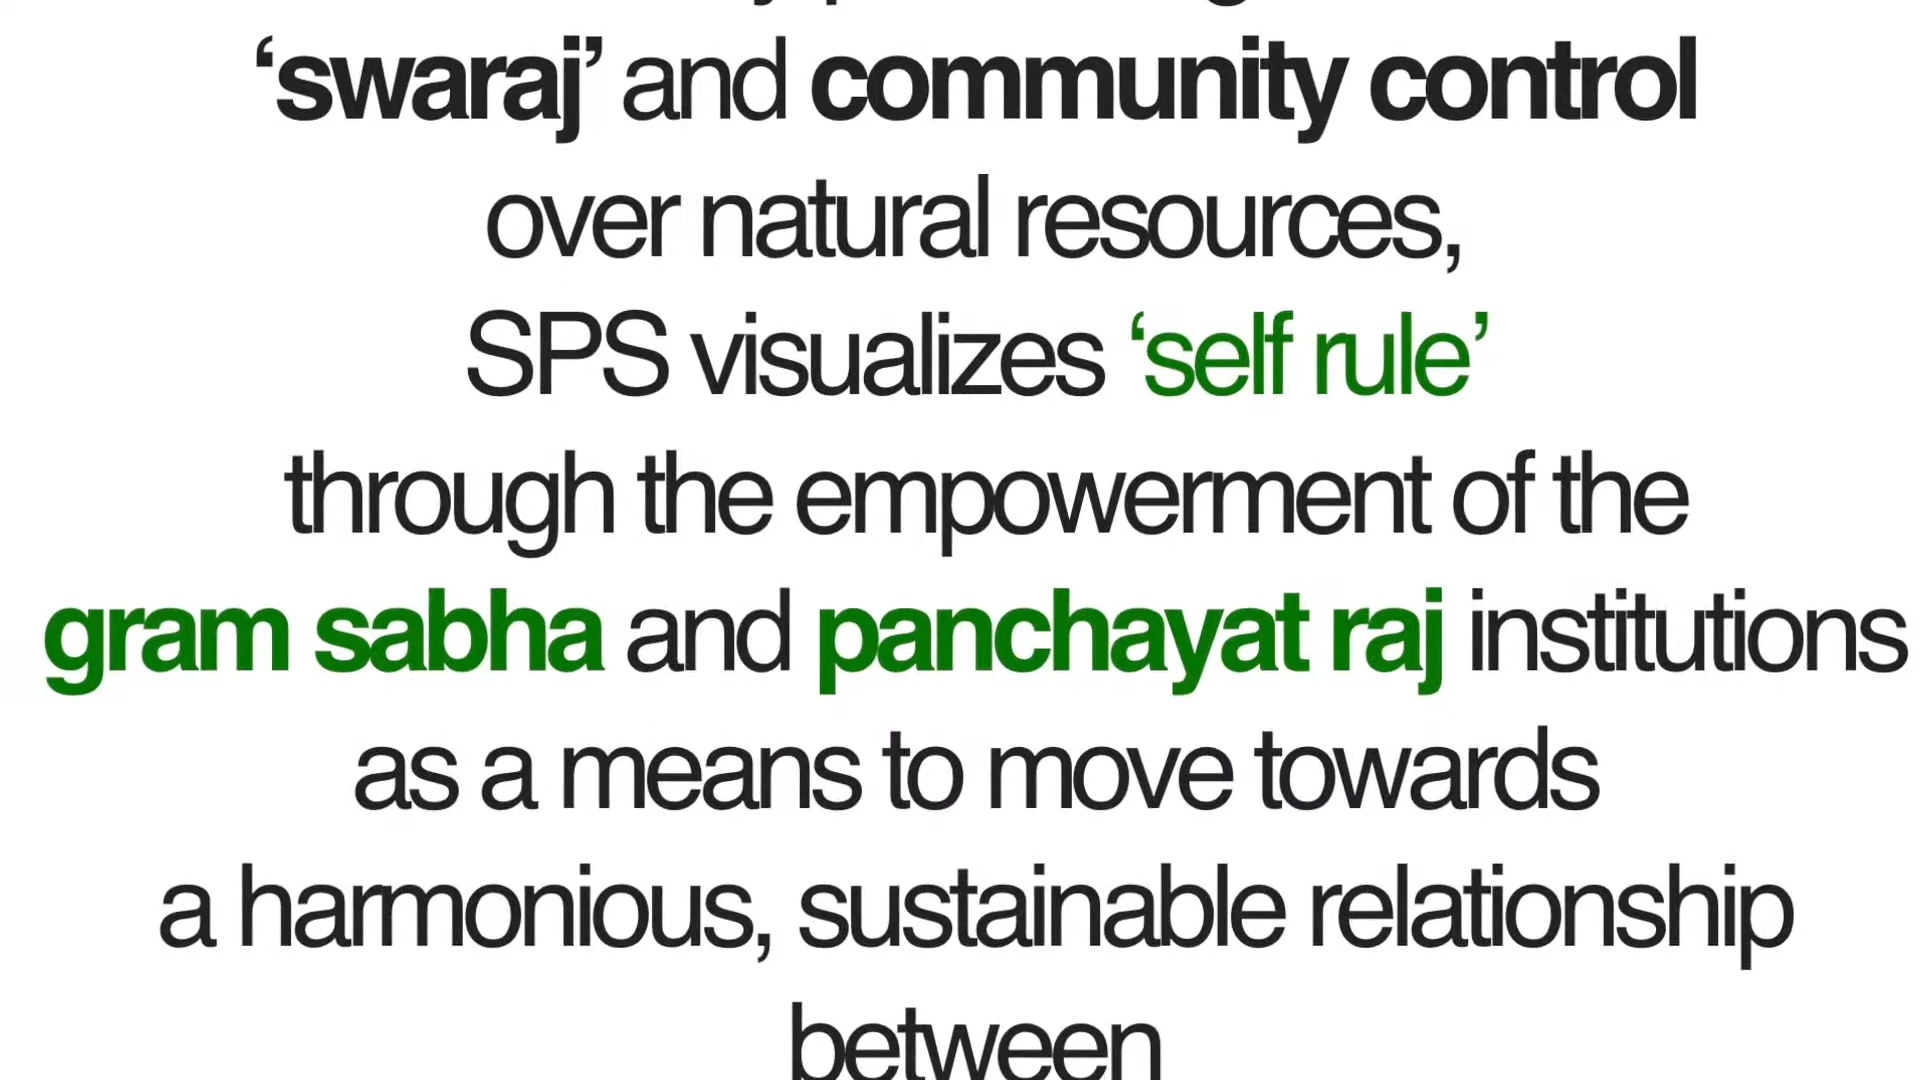 ‘swaraj’ and community control
over natural resources,
SPS visualizes ‘self rule’
through the empowerment of the
gram sabha and panchayat raj institutions
as a means to move towards
a harmonious, sustainable relationship
between